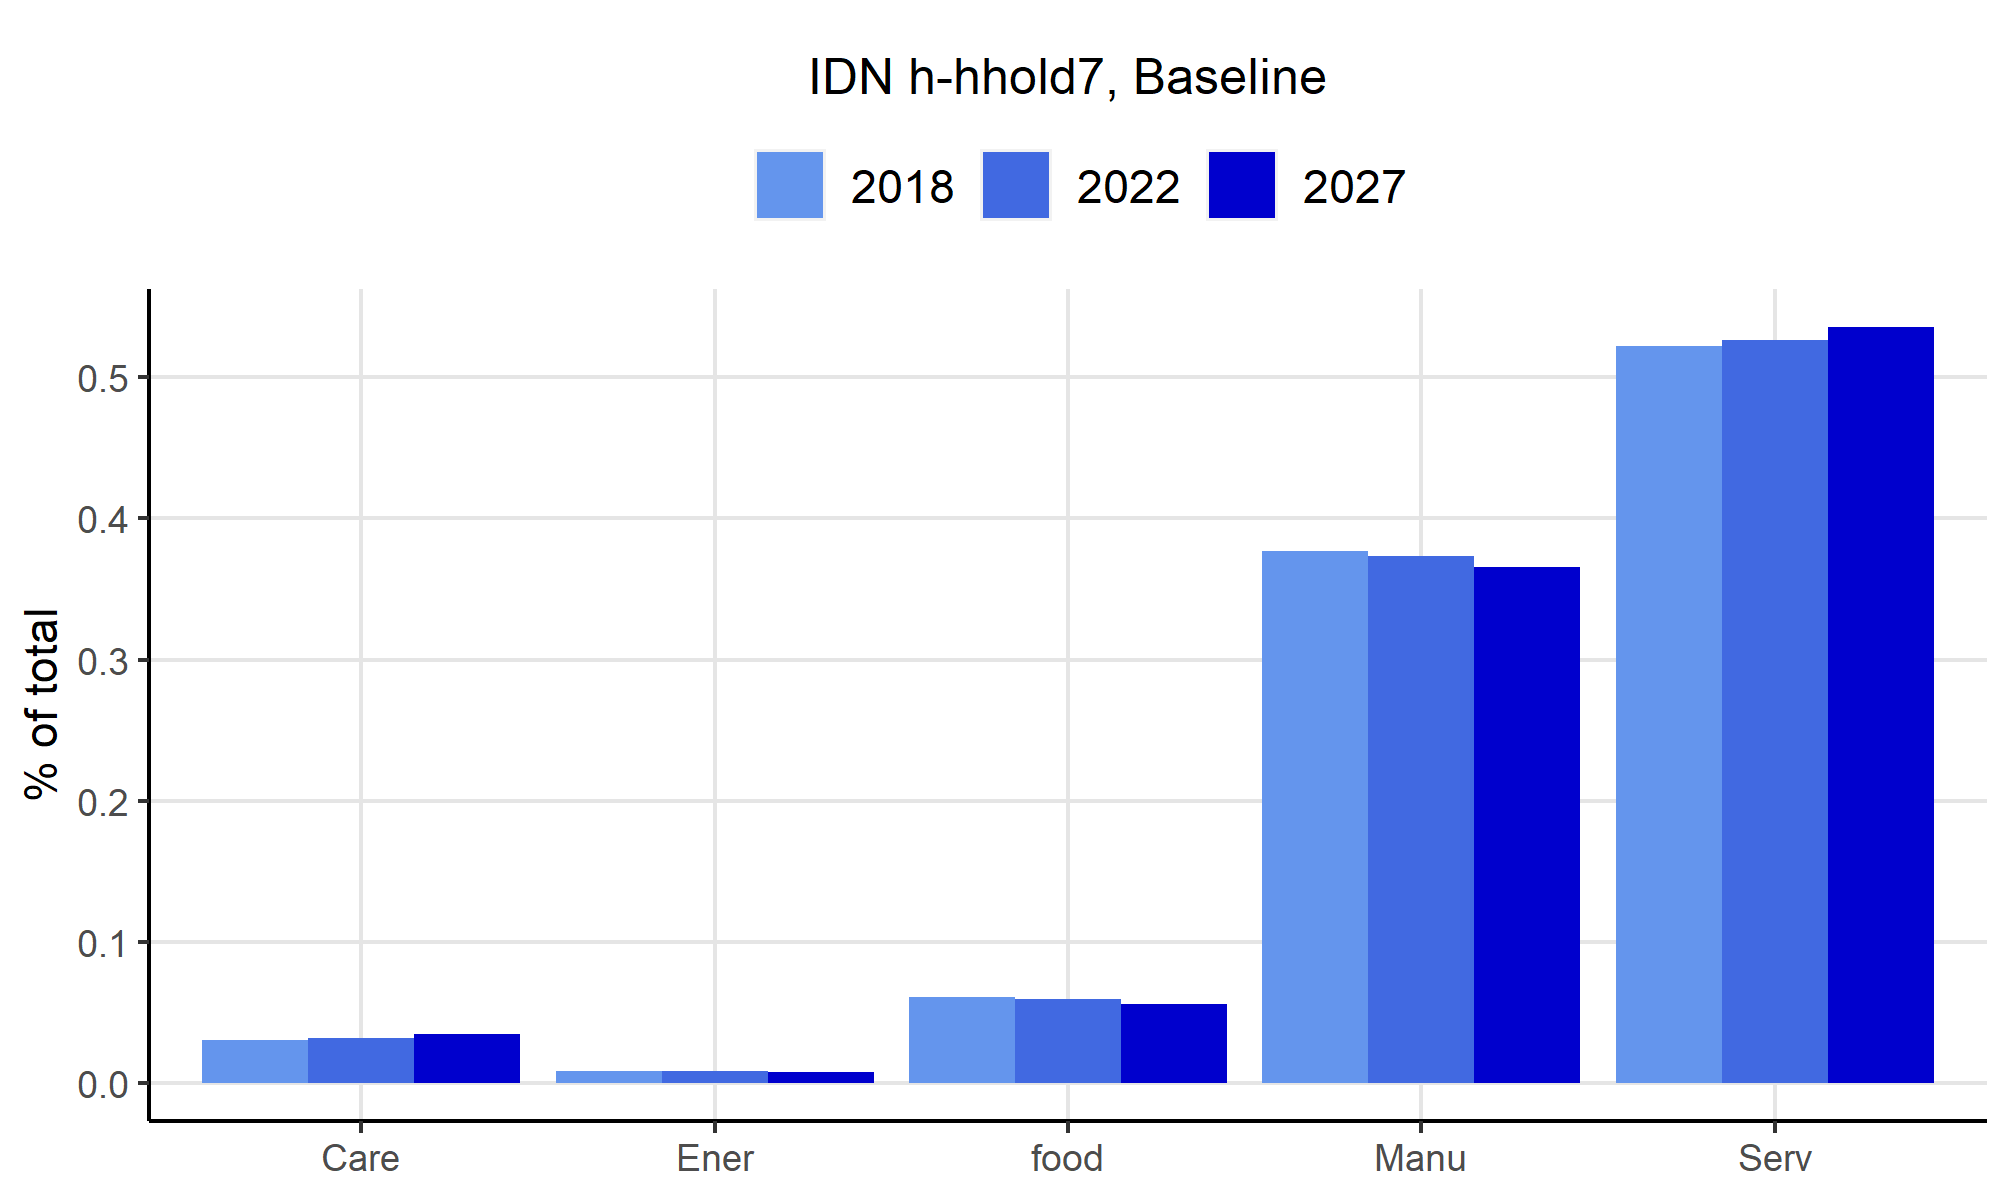 IDN h-hhold7, Baseline
2018 2022 2027
% of total
0.5
0.4
0.3
0.2
0.1
0.0
Care Ener food Manu Serv